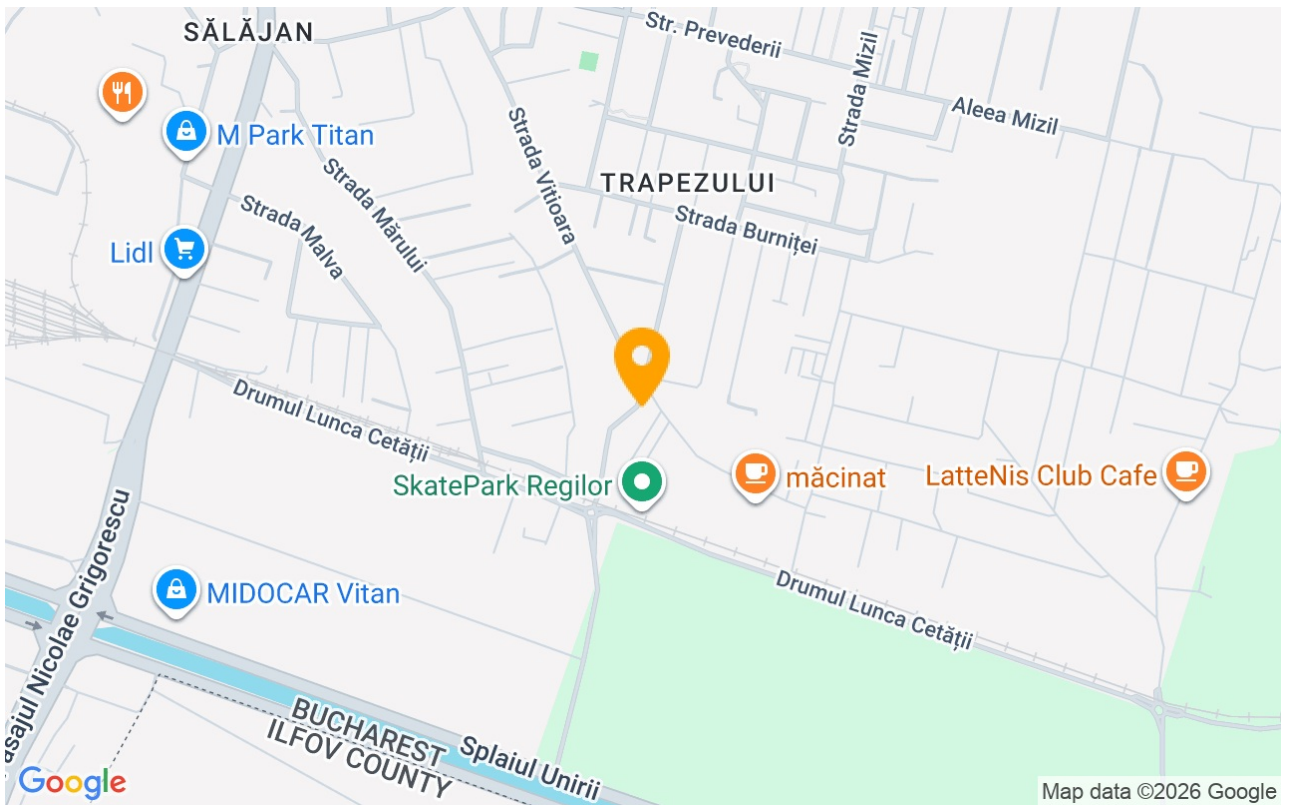 SĂLĂJAN
Str. Prevederii
Strada Mizil
Aleea Mizil
M Park Titan
Strada Vitioara
TRAPEZULUI
Strada Mărului
Strada Malva
Strada Burniței
Lidl
Drumul Lunca Cetății
SkatePark Regilor
măcinat
LatteNis Club Cafe
MIDOCAR Vitan
Drumul Lunca Cetății
Pasajul Nicolae Grigorescu
BUCHAREST
ILFOV COUNTY
Splaiul Unirii
Google
Map data ©2026 Google